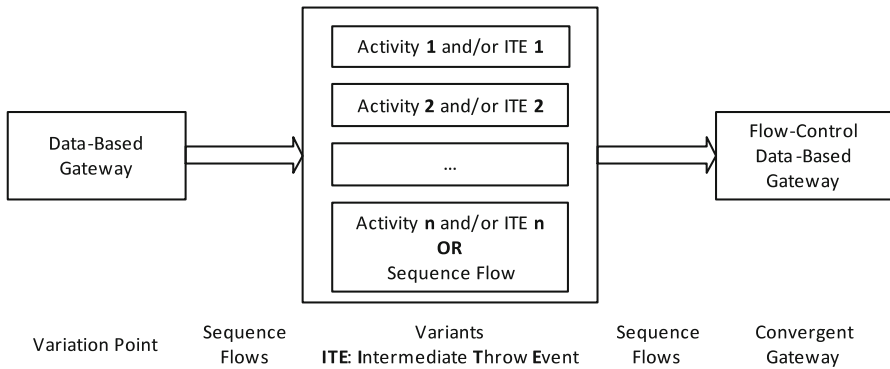 Data-Based
Gateway
Activity 1 and/or ITE 1
Activity 2 and/or ITE 2
...
Activity n and/or ITE n
OR
Sequence Flow
Flow-Control
Data-Based
Gateway
Variation Point
Sequence
Flows
Variants
ITE: Intermediate Throw Event
Sequence
Flows
Convergent
Gateway